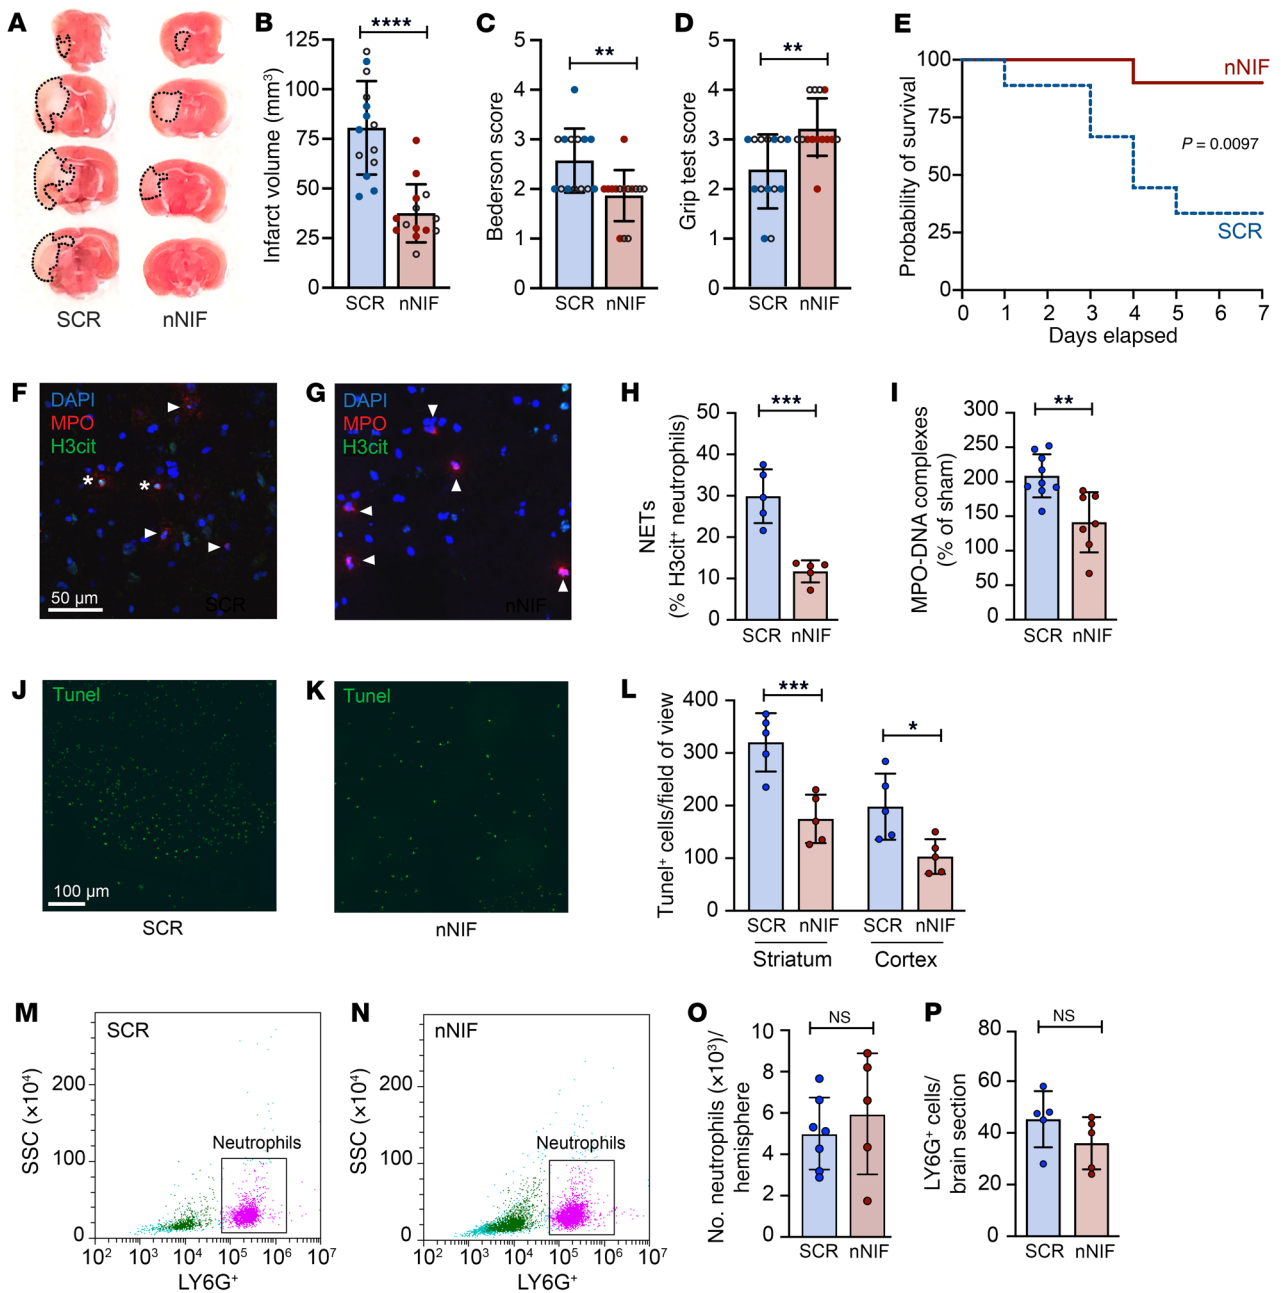 A
SCR
nNIF
B
****
Infarct volume (mm³)
125
100
75
50
25
0
SCR
nNIF
C
**
Bederson score
5
4
3
2
1
0
SCR
nNIF
D
**
Grip test score
5
4
3
2
1
0
SCR
nNIF
E
Probability of survival
100
75
50
25
0
nNIF
P = 0.0097
SCR
0 1 2 3 4 5 6 7
Days elapsed
F
DAPI
MPO
H3cit
* *
50 µm
SCR
G
DAPI
MPO
H3cit
nNIF
H
***
NETs
(% H3cit⁺ neutrophils)
50
40
30
20
10
0
SCR nNIF
I
**
MPO-DNA complexes
(% of sham)
300
250
200
150
100
50
0
SCR nNIF
J
Tunel
100 µm
SCR
K
Tunel
nNIF
L
***
*
Tunel⁺ cells/field of view
400
300
200
100
0
SCR nNIF SCR nNIF
Striatum Cortex
M
SCR
SSC (×10⁴)
200
100
0
Neutrophils
10² 10³ 10⁴ 10⁵ 10⁶ 10⁷
LY6G⁺
N
nNIF
SSC (×10⁴)
200
100
0
Neutrophils
10² 10³ 10⁴ 10⁵ 10⁶ 10⁷
LY6G⁺
O
NS
No. neutrophils (×10³)/
hemisphere
10
8
6
4
2
0
SCR nNIF
P
NS
LY6G⁺ cells/
brain section
80
60
40
20
0
SCR nNIF